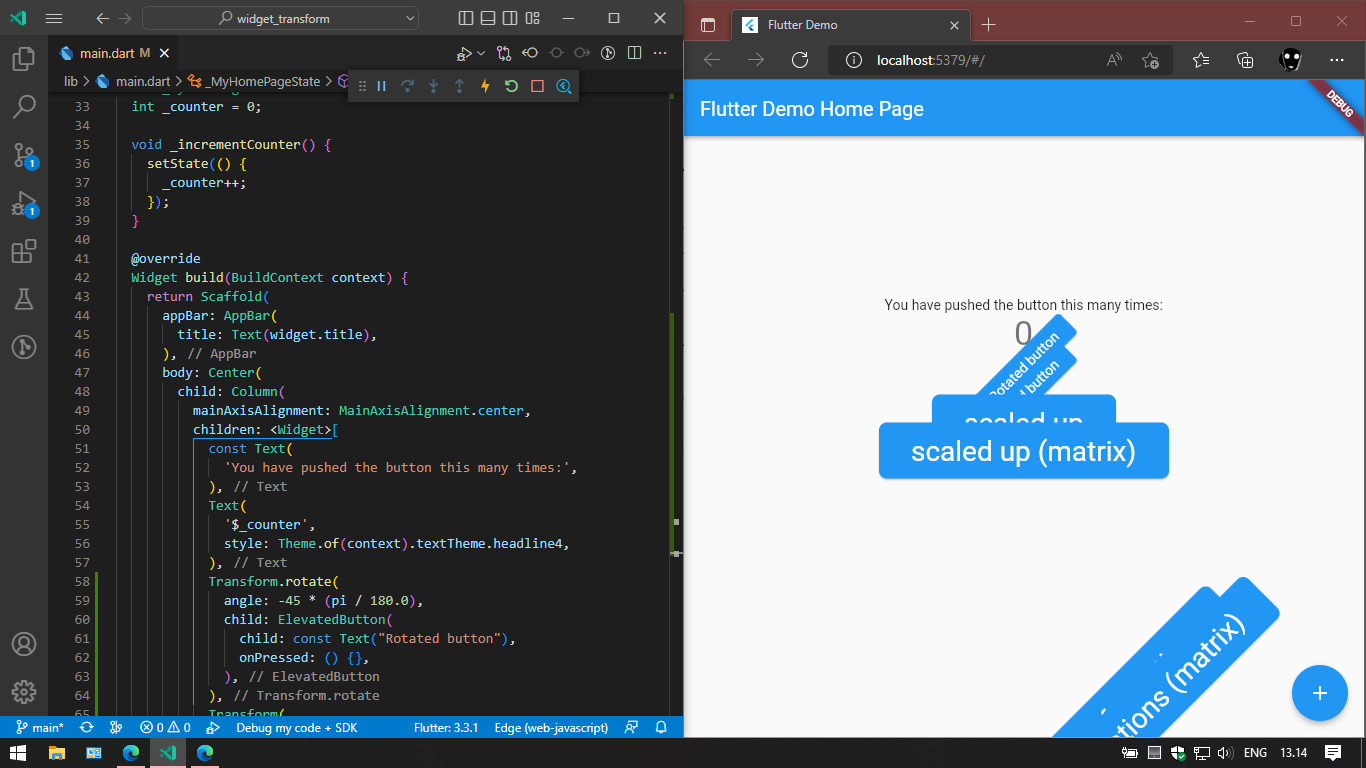 widget_transform
main.dart M
lib > main.dart > _MyHomePageState >
33 int _counter = 0;
34
35 void _incrementCounter() {
36 setState(() {
37 _counter++;
38 });
39 }
40
41 @override
42 Widget build(BuildContext context) {
43 return Scaffold(
44 appBar: AppBar(
45 title: Text(widget.title),
46 ), // AppBar
47 body: Center(
48 child: Column(
49 mainAxisAlignment: MainAxisAlignment.center,
50 children: <Widget>[
51 const Text(
52 'You have pushed the button this many times:',
53 ), // Text
54 Text(
55 '$_counter',
56 style: Theme.of(context).textTheme.headline4,
57 ), // Text
58 Transform.rotate(
59 angle: -45 * (pi / 180.0),
60 child: ElevatedButton(
61 child: const Text("Rotated button"),
62 onPressed: () {},
63 ), // ElevatedButton
64 ), // Transform.rotate
65 Transform(
1
1
main* 0 0 Debug my code + SDK Flutter: 3.3.1 Edge (web-javascript)
Flutter Demo
localhost:5379/#/
Flutter Demo Home Page
DEBUG
You have pushed the button this many times:
0
Rotated button
button
scaled up
scaled up (matrix)
(matrix)
+
ENG 13.14